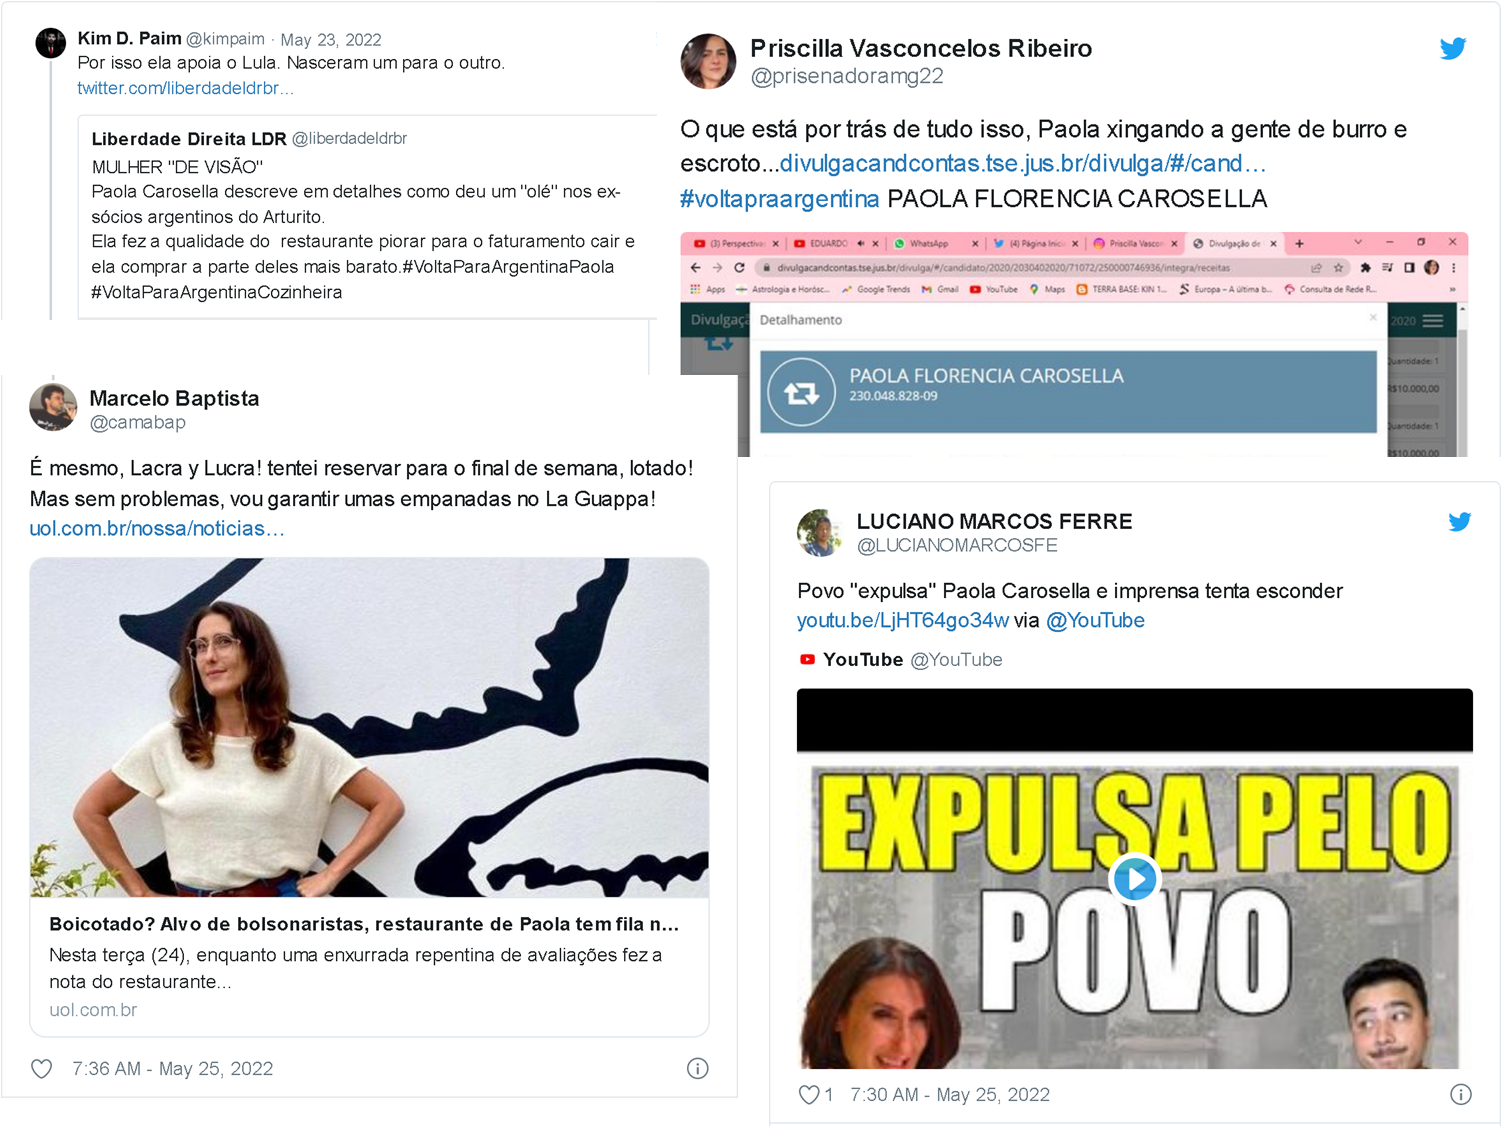 Kim D. Paim @kimpaim · May 23, 2022
Por isso ela apoia o Lula. Nasceram um para o outro.
twitter.com/liberdadeldrbr…
Liberdade Direita LDR @liberdadeldrbr
MULHER "DE VISÃO"
Paola Carosella descreve em detalhes como deu um "olé" nos ex-
sócios argentinos do Arturito.
Ela fez a qualidade do restaurante piorar para o faturamento cair e
ela comprar a parte deles mais barato.#VoltaParaArgentinaPaola
#VoltaParaArgentinaCozinheira
Priscilla Vasconcelos Ribeiro
@prisenadoramg22
O que está por trás de tudo isso, Paola xingando a gente de burro e
escroto...divulgacandcontas.tse.jus.br/divulga/#/cand…
#voltapraargentina PAOLA FLORENCIA CAROSELLA
(3) Perspectiva
EDUARDO
WhatsApp
(4) Página Inici
Priscilla Vascon
Divulgação de
divulgacandcontas.tse.jus.br/divulga/#/candidato/2020/2030402020/71072/250000746936/integra/receitas
Apps
Astrologia e Horósc...
Google Trends
Gmail
YouTube
Maps
TERRA BASE: KIN 1...
Europa – A última b...
Consulta de Rede R...
Divulgaç
Detalhamento
2020
PAOLA FLORENCIA CAROSELLA
230.048.828-09
Quantidade: 1
R$10.000,00
Quantidade: 1
R$10.000,00
Marcelo Baptista
@camabap
É mesmo, Lacra y Lucra! tentei reservar para o final de semana, lotado!
Mas sem problemas, vou garantir umas empanadas no La Guappa!
uol.com.br/nossa/noticias…
Boicotado? Alvo de bolsonaristas, restaurante de Paola tem fila n...
Nesta terça (24), enquanto uma enxurrada repentina de avaliações fez a
nota do restaurante...
uol.com.br
7:36 AM - May 25, 2022
LUCIANO MARCOS FERRE
@LUCIANOMARCOSFE
Povo "expulsa" Paola Carosella e imprensa tenta esconder
youtu.be/LjHT64go34w via @YouTube
YouTube @YouTube
EXPULSA PELO
POVO
1 7:30 AM - May 25, 2022